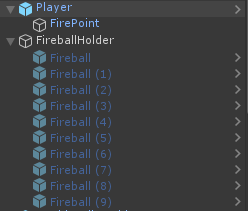 Player
FirePoint
FireballHolder
Fireball
Fireball (1)
Fireball (2)
Fireball (3)
Fireball (4)
Fireball (5)
Fireball (6)
Fireball (7)
Fireball (8)
Fireball (9)